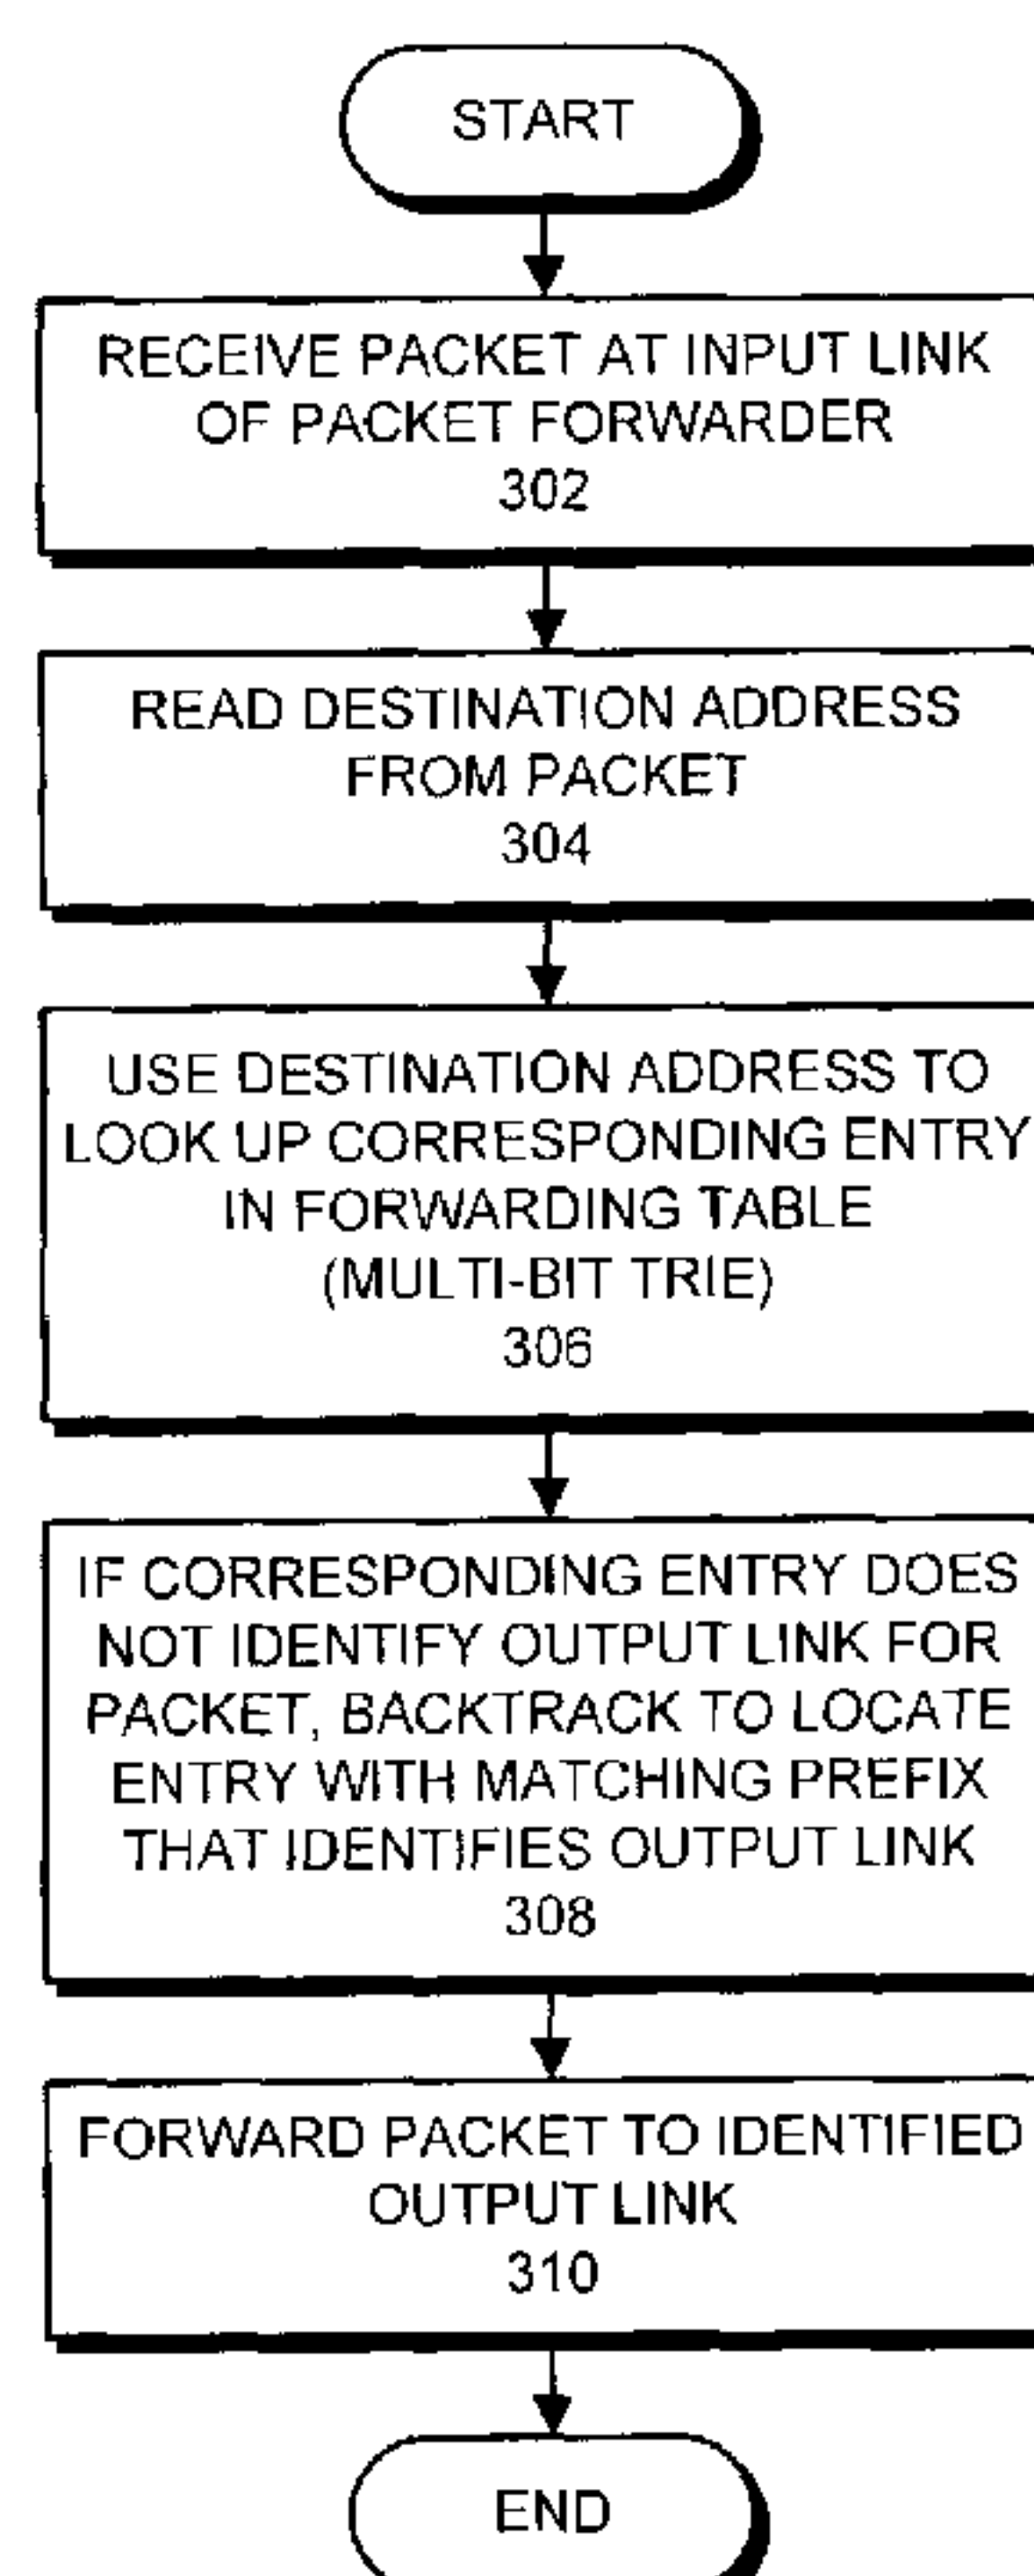 START
RECEIVE PACKET AT INPUT LINK
OF PACKET FORWARDER
302
READ DESTINATION ADDRESS
FROM PACKET
304
USE DESTINATION ADDRESS TO
LOOK UP CORRESPONDING ENTRY
IN FORWARDING TABLE
(MULTI-BIT TRIE)
306
IF CORRESPONDING ENTRY DOES
NOT IDENTIFY OUTPUT LINK FOR
PACKET, BACKTRACK TO LOCATE
ENTRY WITH MATCHING PREFIX
THAT IDENTIFIES OUTPUT LINK
308
FORWARD PACKET TO IDENTIFIED
OUTPUT LINK
310
END